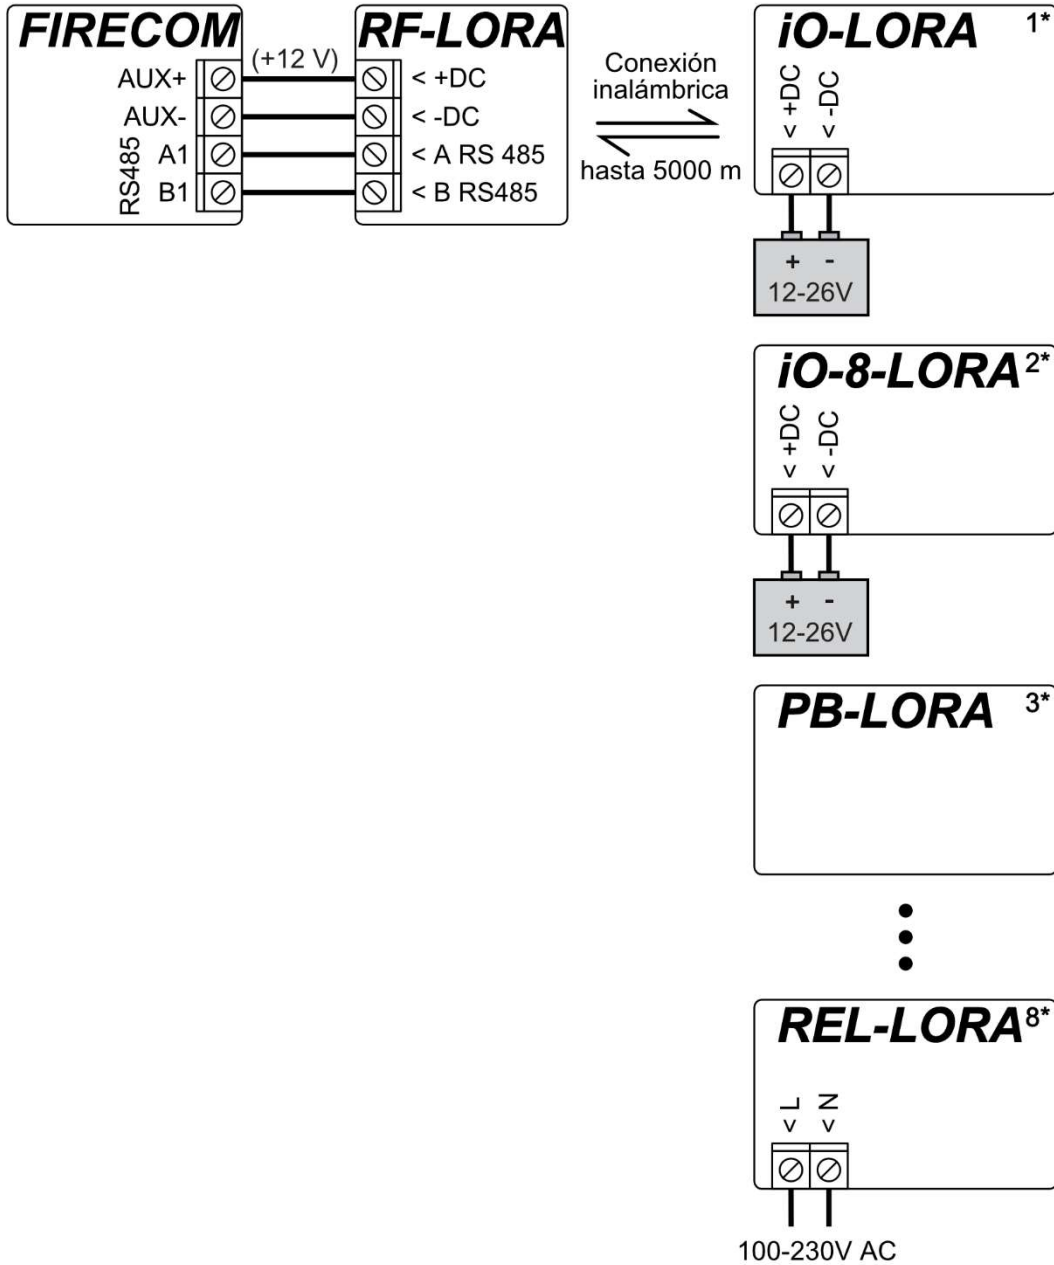 FIRECOM
AUX+
AUX-
RS485
A1
B1
(+12 V)
RF-LORA
< +DC
< -DC
< A RS 485
< B RS485
Conexión
inalámbrica
hasta 5000 m
iO-LORA 1*
< +DC
< -DC
+ -
12-26V
iO-8-LORA 2*
< +DC
< -DC
+ -
12-26V
PB-LORA 3*
REL-LORA 8*
< L
< N
100-230V AC